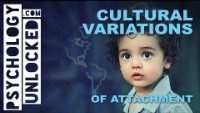 PSYCHOLOGY
UNLOCKED.COM
CULTURAL
VARIATIONS
OF ATTACHMENT